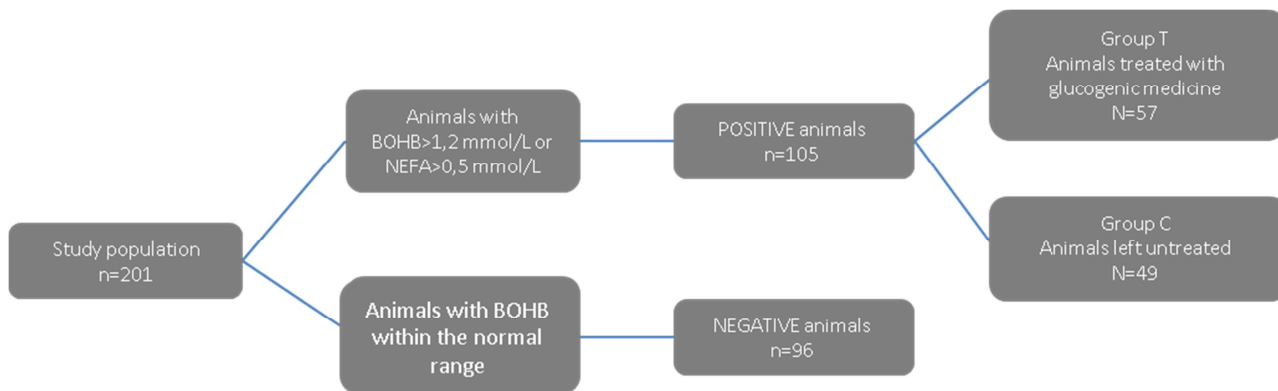 Study population
n=201
Animals with
BOHB>1,2 mmol/L or
NEFA>0,5 mmol/L
Animals with BOHB
within the normal
range
POSITIVE animals
n=105
NEGATIVE animals
n=96
Group T
Animals treated with
glucogenic medicine
N=57
Group C
Animals left untreated
N=49